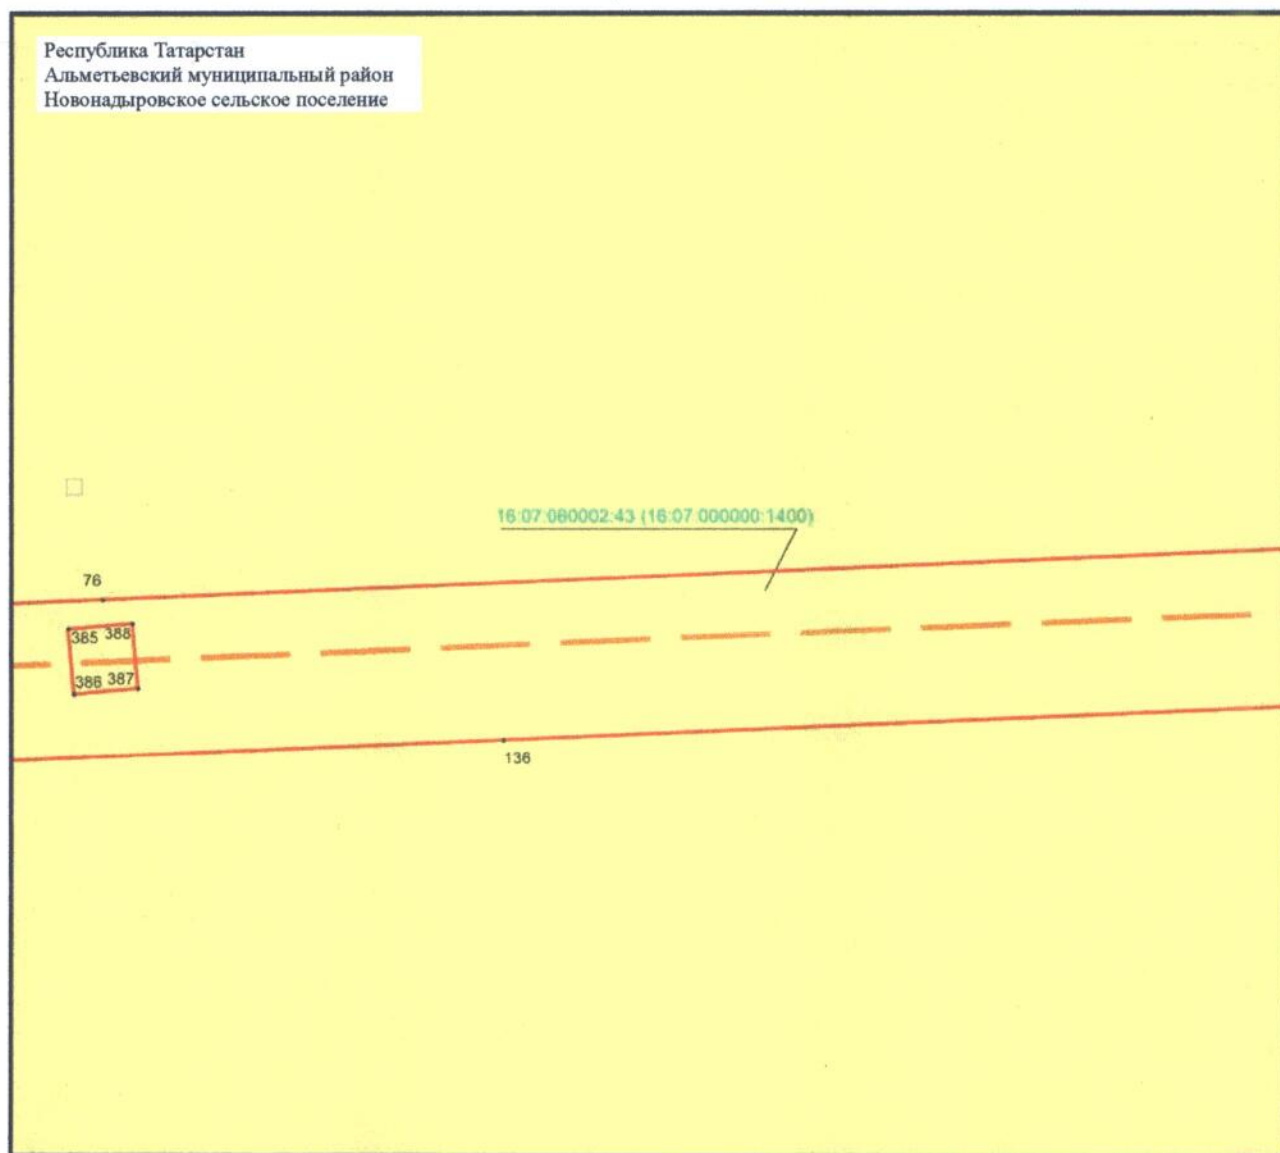 Республика Татарстан
Альметьевский муниципальный район
Новонадыровское сельское поселение
16:07:080002:43 (16:07:000000:1400)
76
385 388
386 387
136